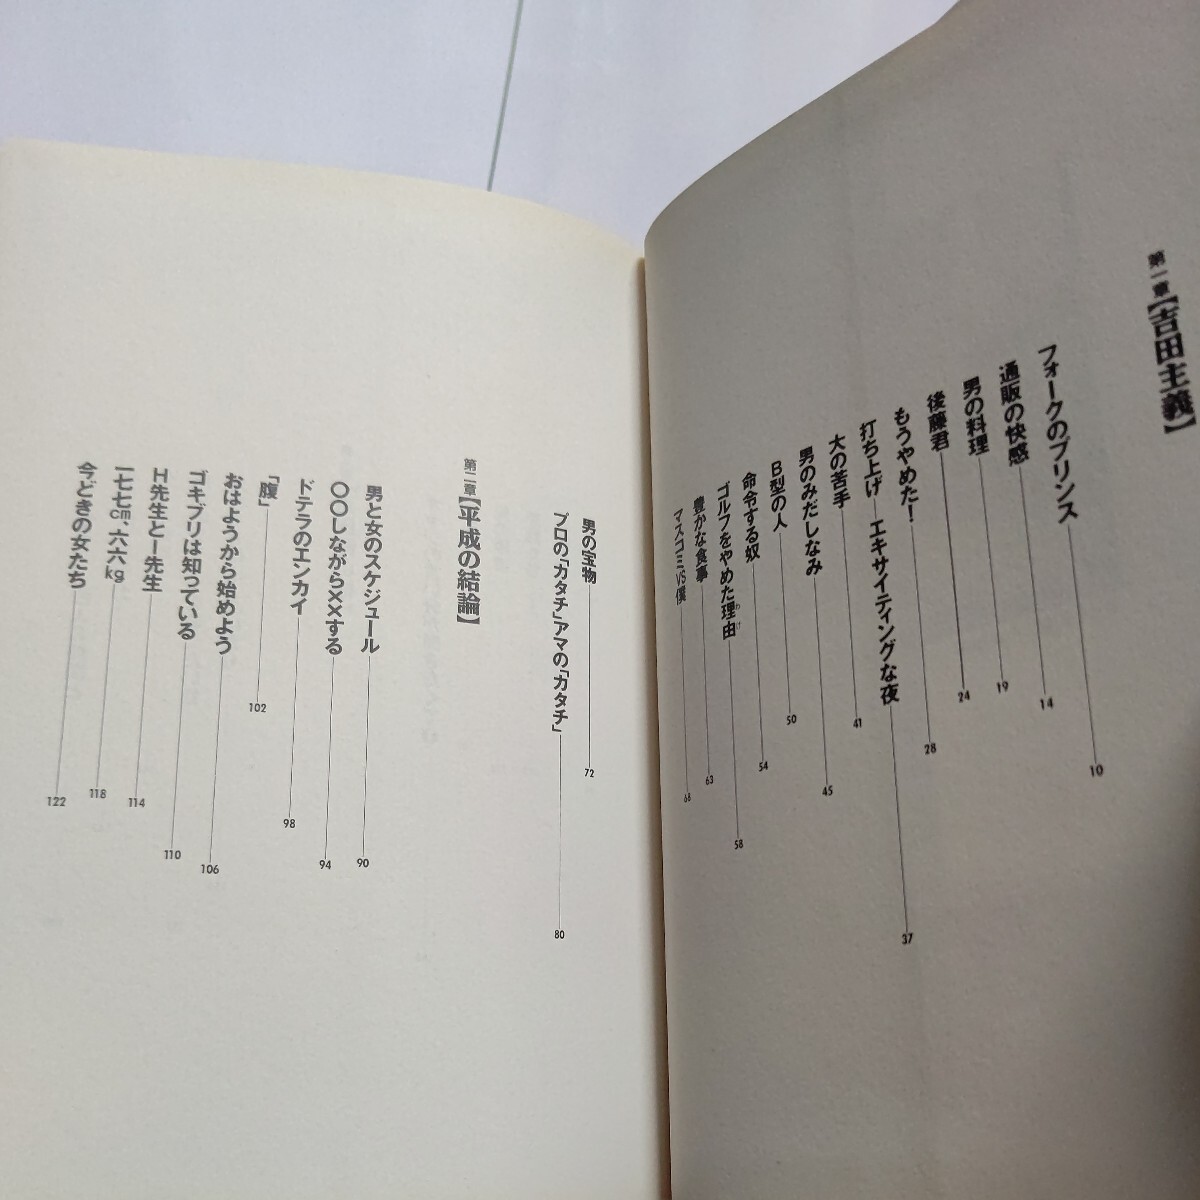 第一章【吉田主義】
フォークのプリンス 10
通販の快感 14
男の料理 19
後藤君 24
もうやめた! 28
打ち上げ エキサイティングな夜 37
大の苦手 41
男のみだしなみ 45
B型の人 50
命令する奴 54
ゴルフをやめた理由 わけ 58
豊かな食事 63
マスコミVS僕 68
男の宝物 72
プロの「カタチ」アマの「カタチ」 80
第二章【平成の結論】
男と女のスケジュール 90
〇〇しながら××する 94
ドテラのエンカイ 98
「腹」 102
おはようから始めよう 106
ゴキブリは知っている 110
H先生とI先生 114
一七七cm、六六kg 118
今どきの女たち 122